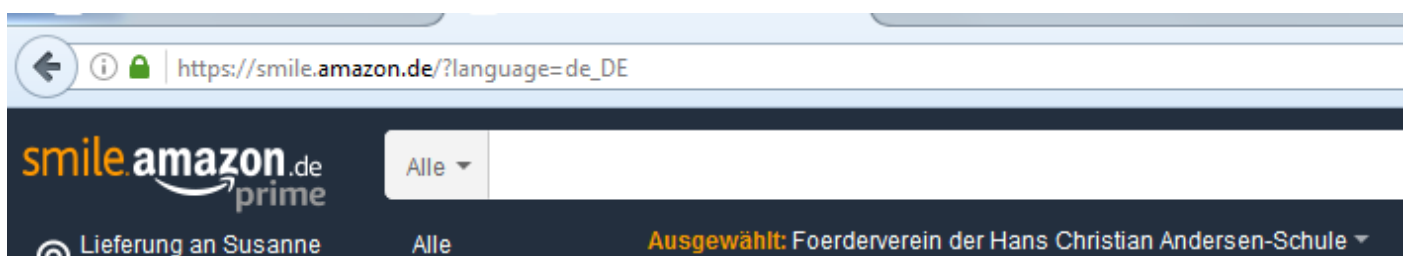 https://smile.amazon.de/?language=de_DE
smile.amazon.de
prime
Alle
Lieferung an Susanne
Alle
Ausgewählt: Foerderverein der Hans Christian Andersen-Schule